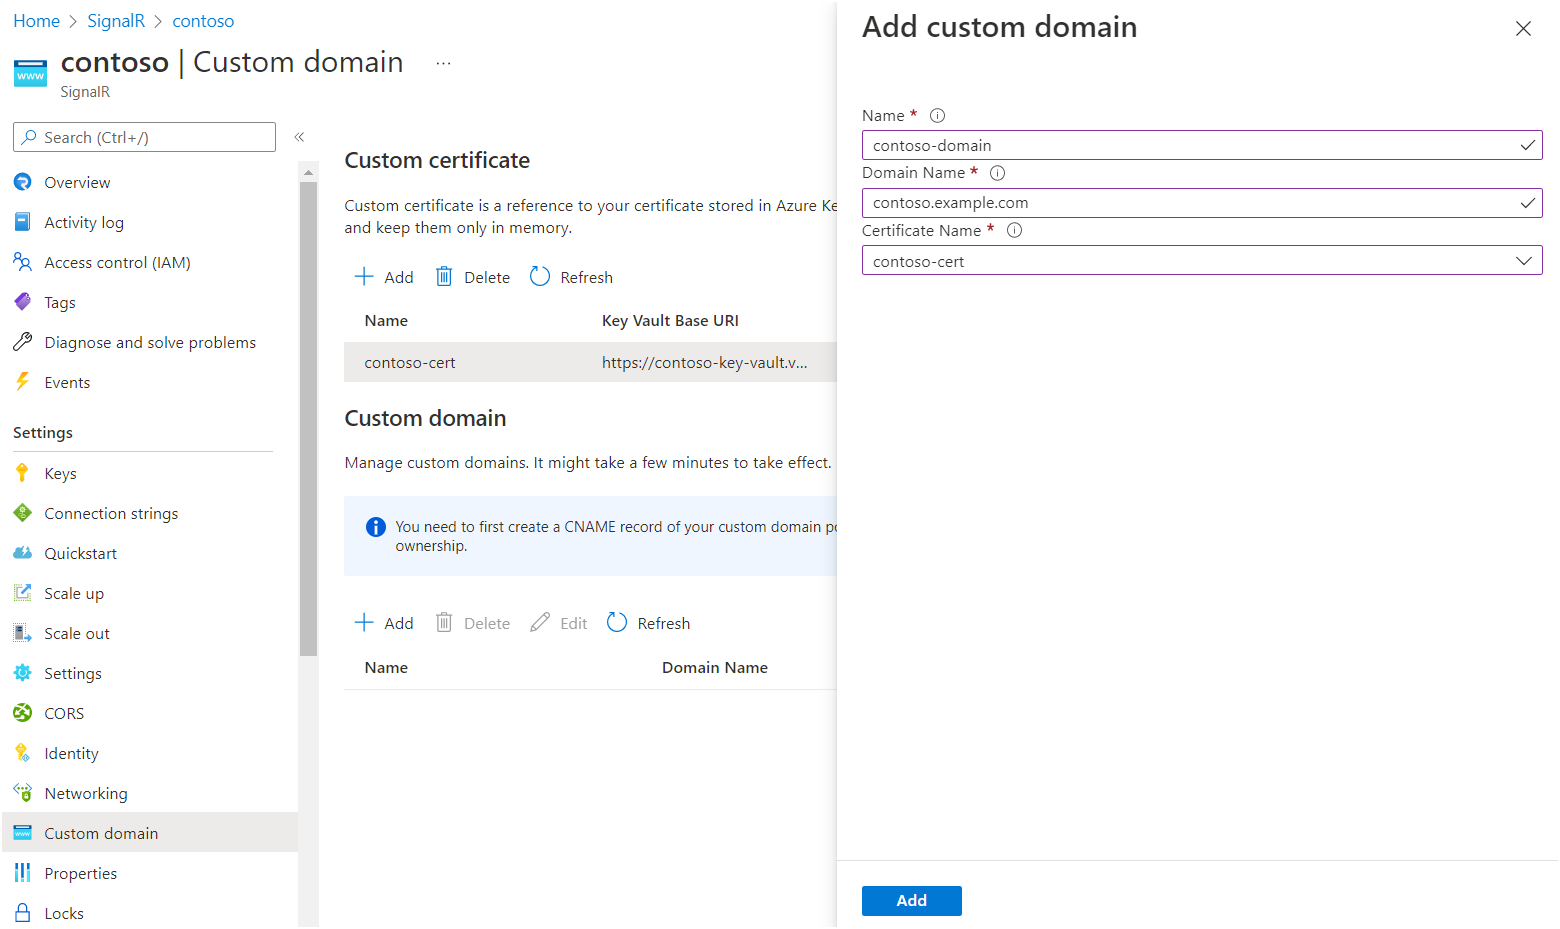 Home > SignalR > contoso
contoso | Custom domain ...
SignalR
Search (Ctrl+/)
«
Overview
Activity log
Access control (IAM)
Tags
Diagnose and solve problems
Events
Settings
Keys
Connection strings
Quickstart
Scale up
Scale out
Settings
CORS
Identity
Networking
Custom domain
Properties
Locks
Custom certificate
Custom certificate is a reference to your certificate stored in Azure Ke
and keep them only in memory.
Add Delete Refresh
Name Key Vault Base URI
contoso-cert https://contoso-key-vault.v...
Custom domain
Manage custom domains. It might take a few minutes to take effect.
You need to first create a CNAME record of your custom domain po
ownership.
Add Delete Edit Refresh
Name Domain Name
Add custom domain
Name *
contoso-domain
Domain Name *
contoso.example.com
Certificate Name *
contoso-cert
Add